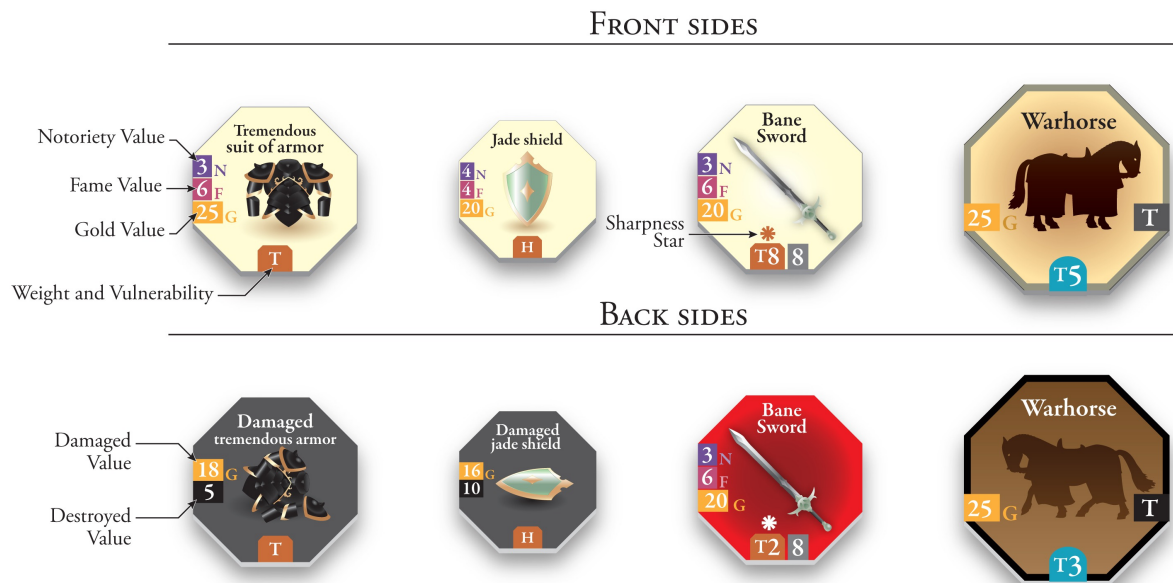 Front sides
Notoriety Value
Fame Value
Gold Value
Weight and Vulnerability
Tremendous
suit of armor
3 N
6 F
25 G
T
Jade shield
4 N
4 F
20 G
H
Sharpness
Star
Bane
Sword
3 N
6 F
20 G
T8 8
Warhorse
25 G
T
T5
Back sides
Damaged
Value
Destroyed
Value
Damaged
tremendous armor
18 G
5
T
Damaged
jade shield
16 G
10
H
Bane
Sword
3 N
6 F
20 G
T2 8
Warhorse
25 G
T
T3